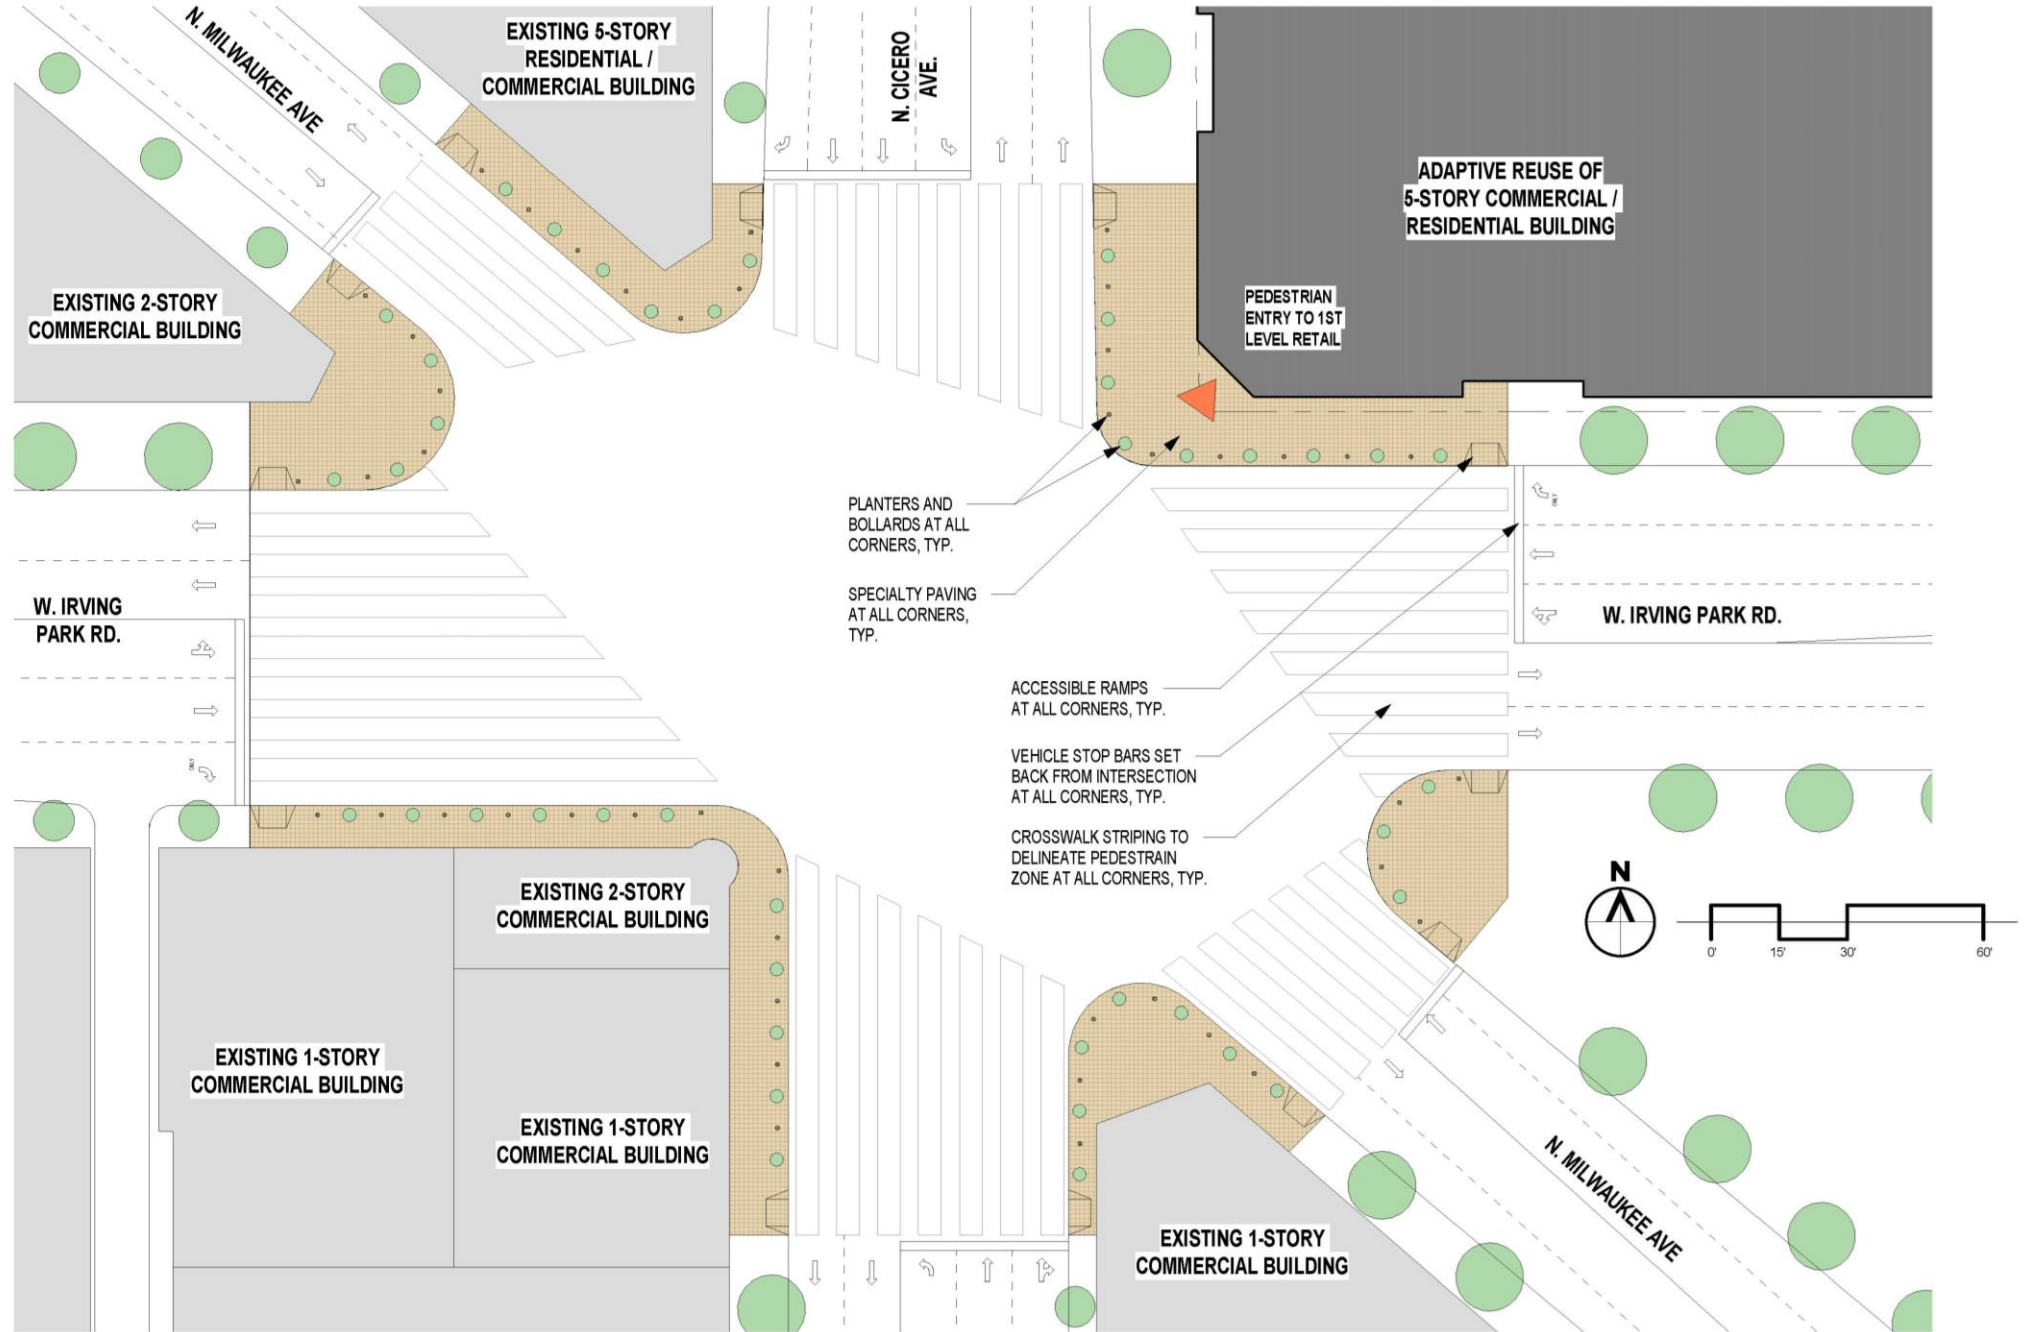 N. MILWAUKEE AVE
EXISTING 5-STORY
RESIDENTIAL /
COMMERCIAL BUILDING
N. CICERO
AVE.
ADAPTIVE REUSE OF
5-STORY COMMERCIAL /
RESIDENTIAL BUILDING
EXISTING 2-STORY
COMMERCIAL BUILDING
PEDESTRIAN
ENTRY TO 1ST
LEVEL RETAIL
PLANTERS AND
BOLLARDS AT ALL
CORNERS, TYP.
ONLY
SPECIALTY PAVING
AT ALL CORNERS,
TYP.
W. IRVING
PARK RD.
W. IRVING PARK RD.
ACCESSIBLE RAMPS
AT ALL CORNERS, TYP.
VEHICLE STOP BARS SET
BACK FROM INTERSECTION
AT ALL CORNERS, TYP.
ONLY
CROSSWALK STRIPING TO
DELINEATE PEDESTRAIN
ZONE AT ALL CORNERS, TYP.
EXISTING 2-STORY
COMMERCIAL BUILDING
N
0' 15' 30' 60'
EXISTING 1-STORY
COMMERCIAL BUILDING
EXISTING 1-STORY
COMMERCIAL BUILDING
N. MILWAUKEE AVE
EXISTING 1-STORY
COMMERCIAL BUILDING